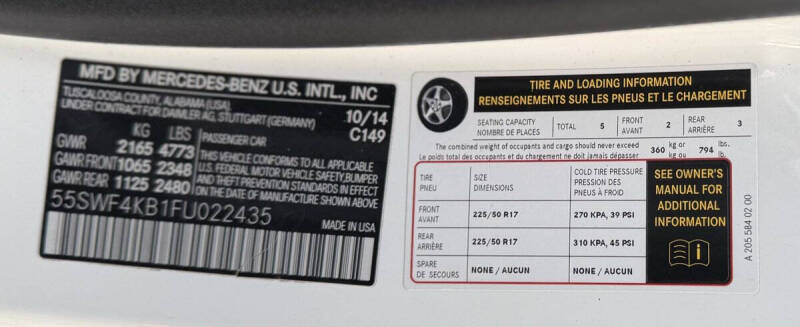 MFD BY MERCEDES-BENZ U.S. INTL., INC
TUSCALOOSA COUNTY, ALABAMA (USA)
UNDER CONTRACT FOR DAIMLER AG, STUTTGART (GERMANY)
10/14
C149
KG LBS
GVWR 2165 4773
GAWR FRONT 1065 2348
GAWR REAR 1125 2480
PASSENGER CAR
THIS VEHICLE CONFORMS TO ALL APPLICABLE
U.S. FEDERAL MOTOR VEHICLE SAFETY, BUMPER
AND THEFT PREVENTION STANDARDS IN EFFECT
ON THE DATE OF MANUFACTURE SHOWN ABOVE
55SWF4KB1FU022435
TIRE AND LOADING INFORMATION
RENSEIGNEMENTS SUR LES PNEUS ET LE CHARGEMENT
SEATING CAPACITY
NOMBRE DE PLACES
TOTAL 5
FRONT
AVANT
2
REAR
ARRIÈRE
3
The combined weight of occupants and cargo should never exceed 360 kg or 794 lbs.
Le poids total des occupants et du chargement ne doit jamais dépasser kg ou lb.
TIRE
PNEU
SIZE
DIMENSIONS
COLD TIRE PRESSURE
PRESSION DES
PNEUS À FROID
FRONT
AVANT
225/50 R17
270 KPA, 39 PSI
REAR
ARRIÈRE
225/50 R17
310 KPA, 45 PSI
SPARE
DE SECOURS
NONE / AUCUN
NONE / AUCUN
SEE OWNER'S
MANUAL FOR
ADDITIONAL
INFORMATION
A 205 584 02 00